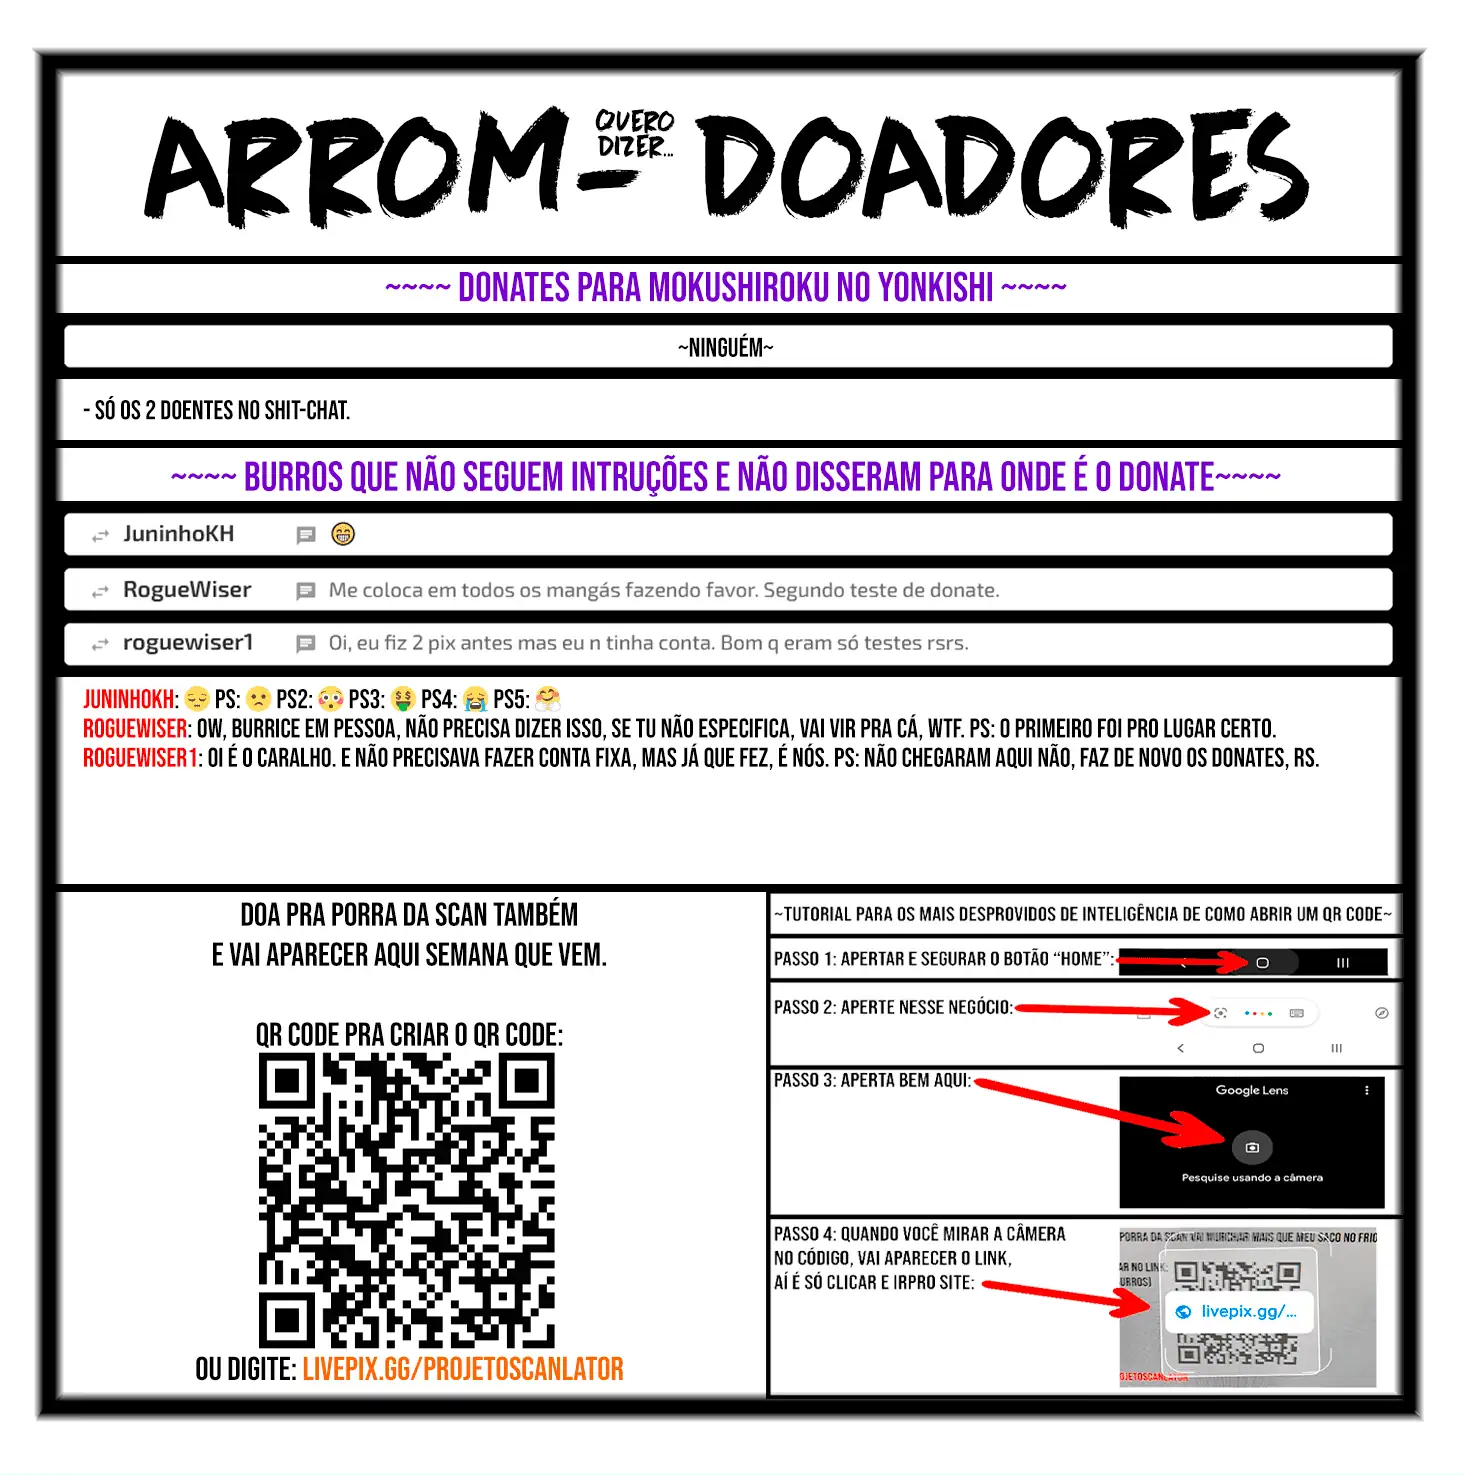 ARROM- QUERO DIZER... DOADORES
~~~~ DONATES PARA MOKUSHIROKU NO YONKISHI ~~~~
~NINGUÉM~
- SÓ OS 2 DOENTES NO SHIT-CHAT.
~~~~ BURROS QUE NÃO SEGUEM INTRUÇÕES E NÃO DISSERAM PARA ONDE É O DONATE~~~~
JuninhoKH 😁
RogueWiser Me coloca em todos os mangás fazendo favor. Segundo teste de donate.
roguewiser1 Oi, eu fiz 2 pix antes mas eu n tinha conta. Bom q eram só testes rsrs.
JUNINHOKH: 😔 PS: 🙁 PS2: 😳 PS3: 🤑 PS4: 😭 PS5: 🤗
ROGUEWISER: OW, BURRICE EM PESSOA, NÃO PRECISA DIZER ISSO, SE TU NÃO ESPECIFICA, VAI VIR PRA CÁ, WTF. PS: O PRIMEIRO FOI PRO LUGAR CERTO.
ROGUEWISER1: OI É O CARALHO. E NÃO PRECISAVA FAZER CONTA FIXA, MAS JÁ QUE FEZ, É NÓS. PS: NÃO CHEGARAM AQUI NÃO, FAZ DE NOVO OS DONATES, RS.
DOA PRA PORRA DA SCAN TAMBÉM
E VAI APARECER AQUI SEMANA QUE VEM.
QR CODE PRA CRIAR O QR CODE:
OU DIGITE: LIVEPIX.GG/PROJETOSCANLATOR
~TUTORIAL PARA OS MAIS DESPROVIDOS DE INTELIGÊNCIA DE COMO ABRIR UM QR CODE~
PASSO 1: APERTAR E SEGURAR O BOTÃO “HOME”:
PASSO 2: APERTE NESSE NEGÓCIO:
PASSO 3: APERTA BEM AQUI:
Google Lens
Pesquise usando a câmera
PASSO 4: QUANDO VOCÊ MIRAR A CÂMERA
NO CÓDIGO, VAI APARECER O LINK,
AÍ É SÓ CLICAR E IRPRO SITE:
PORRA DA SCAN VAI MURCHAR MAIS QUE MEU SACO NO FRIO
AR NO LINK:
URROS)
livepix.gg/...
OJETOSCANLATOR